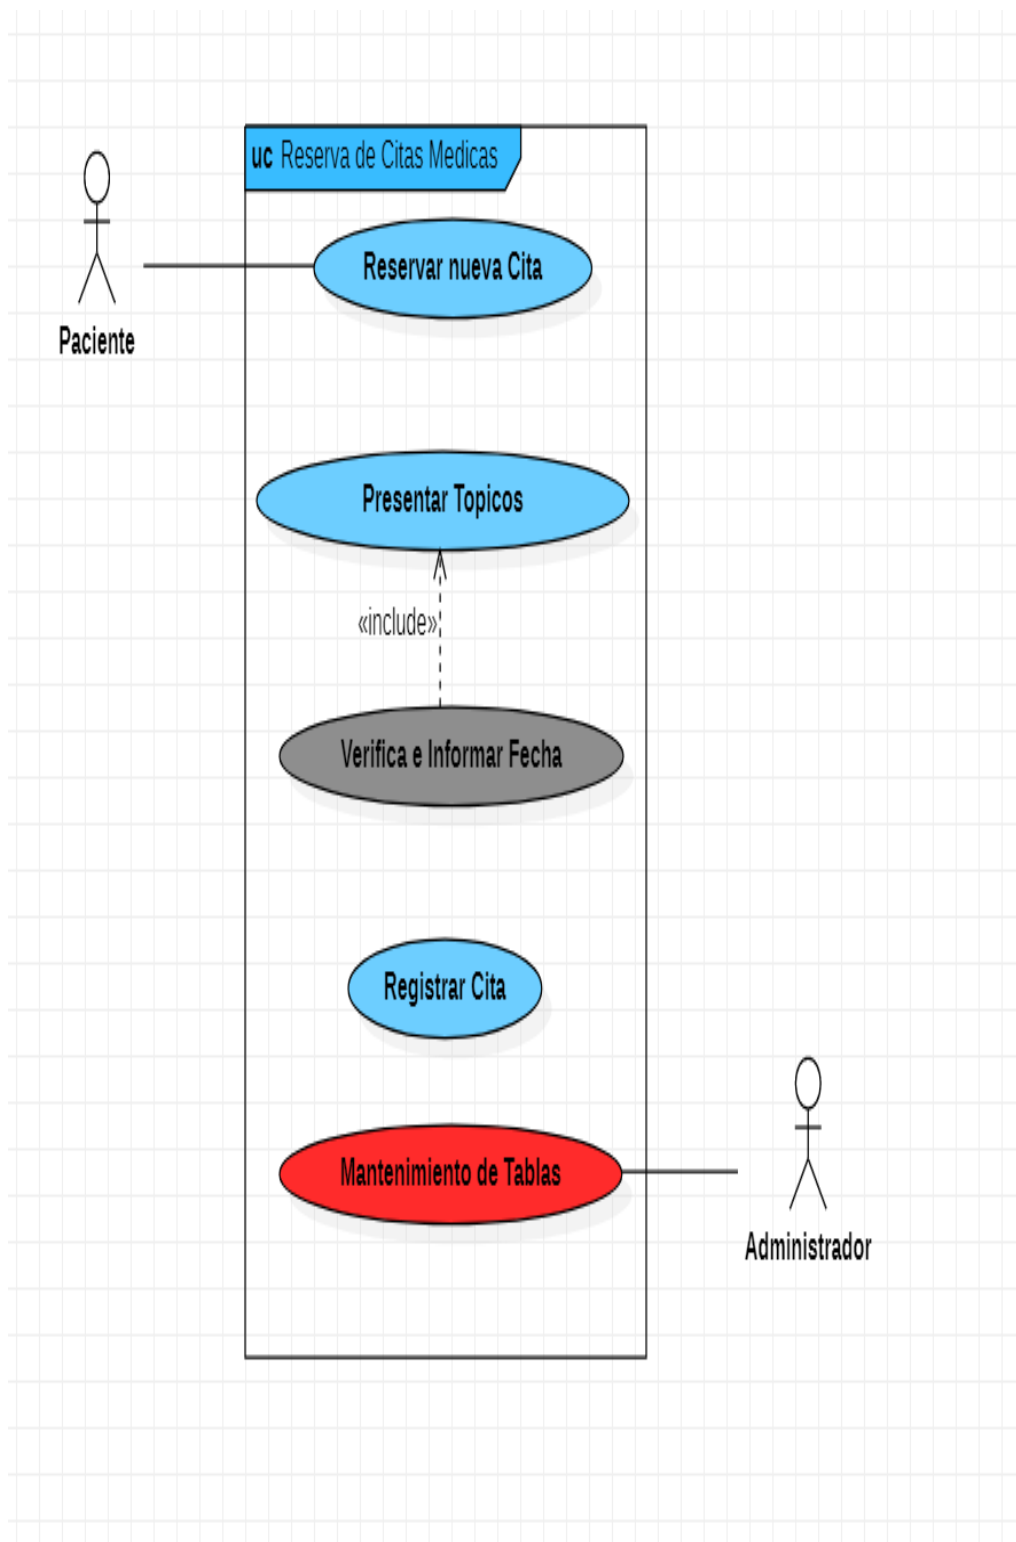 uc Reserva de Citas Medicas
Reservar nueva Cita
Paciente
Presentar Topicos
«include»
Verifica e Informar Fecha
Registrar Cita
Mantenimiento de Tablas
Administrador